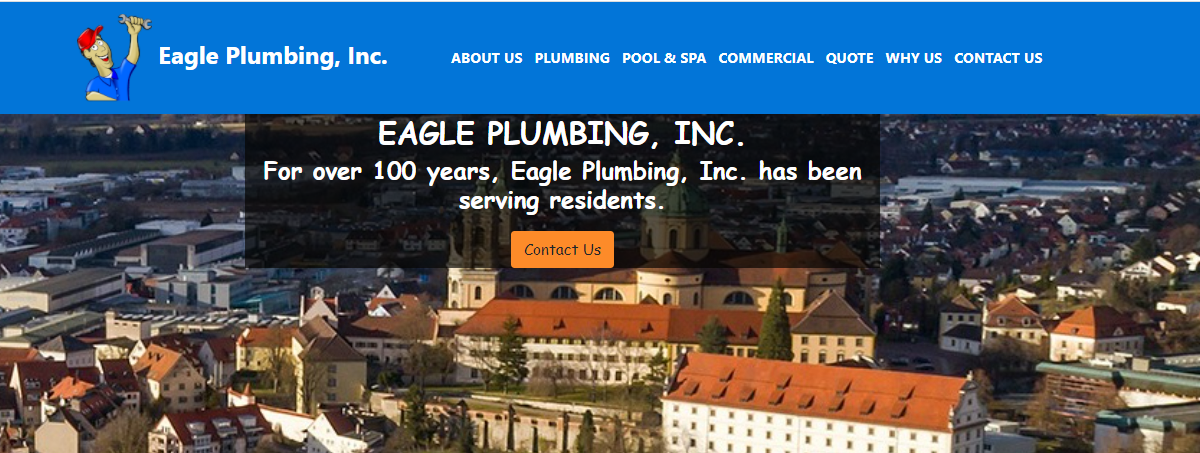 Eagle Plumbing, Inc.
ABOUT US PLUMBING POOL & SPA COMMERCIAL QUOTE WHY US CONTACT US
EAGLE PLUMBING, INC.
For over 100 years, Eagle Plumbing, Inc. has been
serving residents.
Contact Us